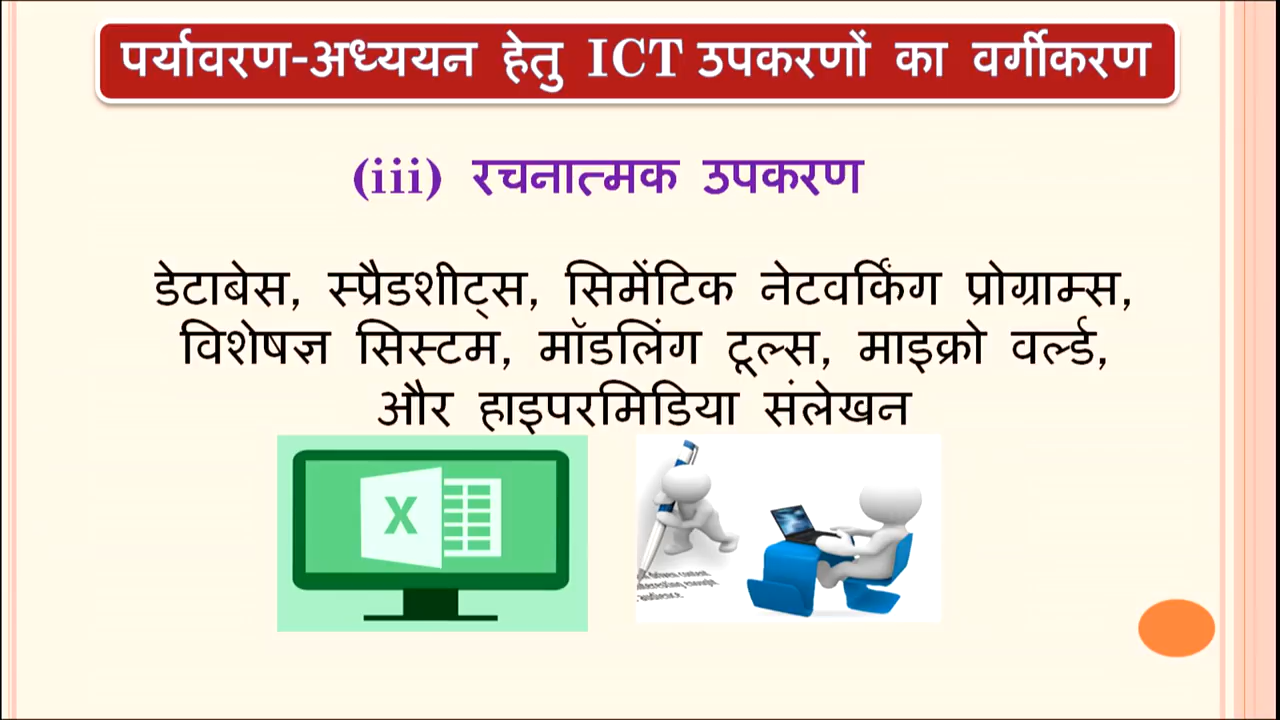 पर्यावरण-अध्ययन हेतु ICT उपकरणों का वर्गीकरण
(iii) रचनात्मक उपकरण
डेटाबेस, स्प्रैडशीट्स, सिमेंटिक नेटवर्किंग प्रोग्राम्स,
विशेषज्ञ सिस्टम, मॉडलिंग टूल्स, माइक्रो वर्ल्ड,
और हाइपरमिडिया संलेखन
X